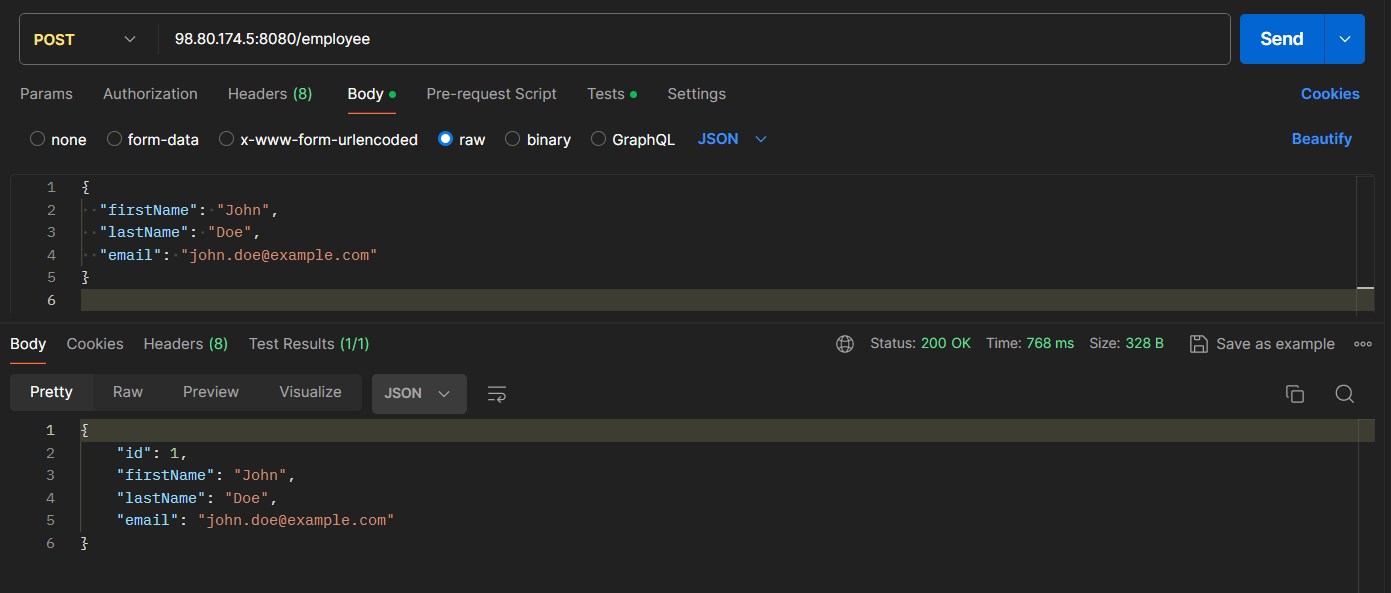 POST 98.80.174.5:8080/employee Send
Params Authorization Headers (8) Body Pre-request Script Tests Settings Cookies
none form-data x-www-form-urlencoded raw binary GraphQL JSON Beautify
1 {
2 "firstName": "John",
3 "lastName": "Doe",
4 "email": "john.doe@example.com"
5 }
6
Body Cookies Headers (8) Test Results (1/1) Status: 200 OK Time: 768 ms Size: 328 B Save as example
Pretty Raw Preview Visualize JSON
1 {
2 "id": 1,
3 "firstName": "John",
4 "lastName": "Doe",
5 "email": "john.doe@example.com"
6 }